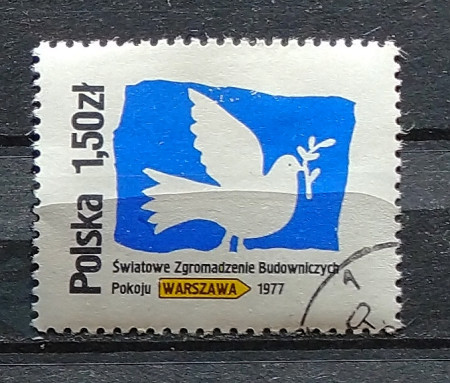 Polska 1,50zł
Światowe Zgromadzenie Budowniczych
Pokoju WARSZAWA 1977